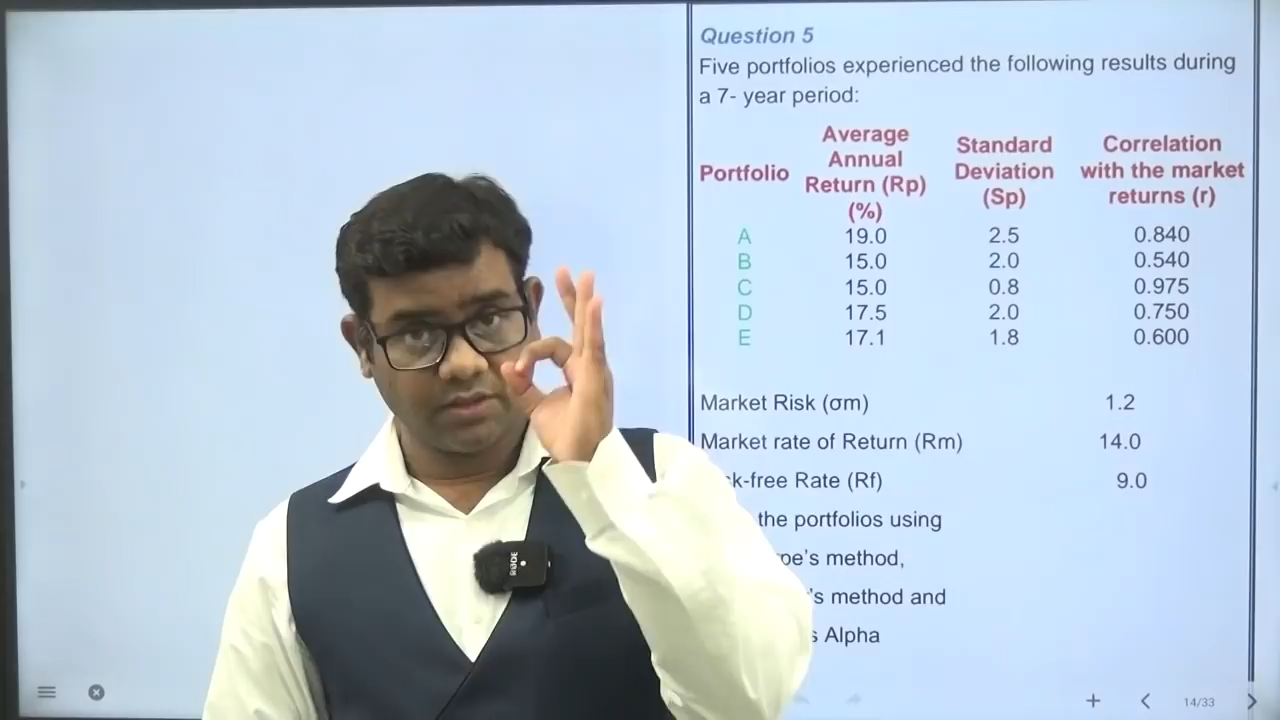 Question 5
Five portfolios experienced the following results during
a 7- year period:
Portfolio Average Annual Return (Rp) (%) Standard Deviation (Sp) Correlation with the market returns (r)
A 19.0 2.5 0.840
B 15.0 2.0 0.540
C 15.0 0.8 0.975
D 17.5 2.0 0.750
E 17.1 1.8 0.600
Market Risk (σm) 1.2
Market rate of Return (Rm) 14.0
k-free Rate (Rf) 9.0
the portfolios using
pe's method,
's method and
s Alpha
RØDE
14/33